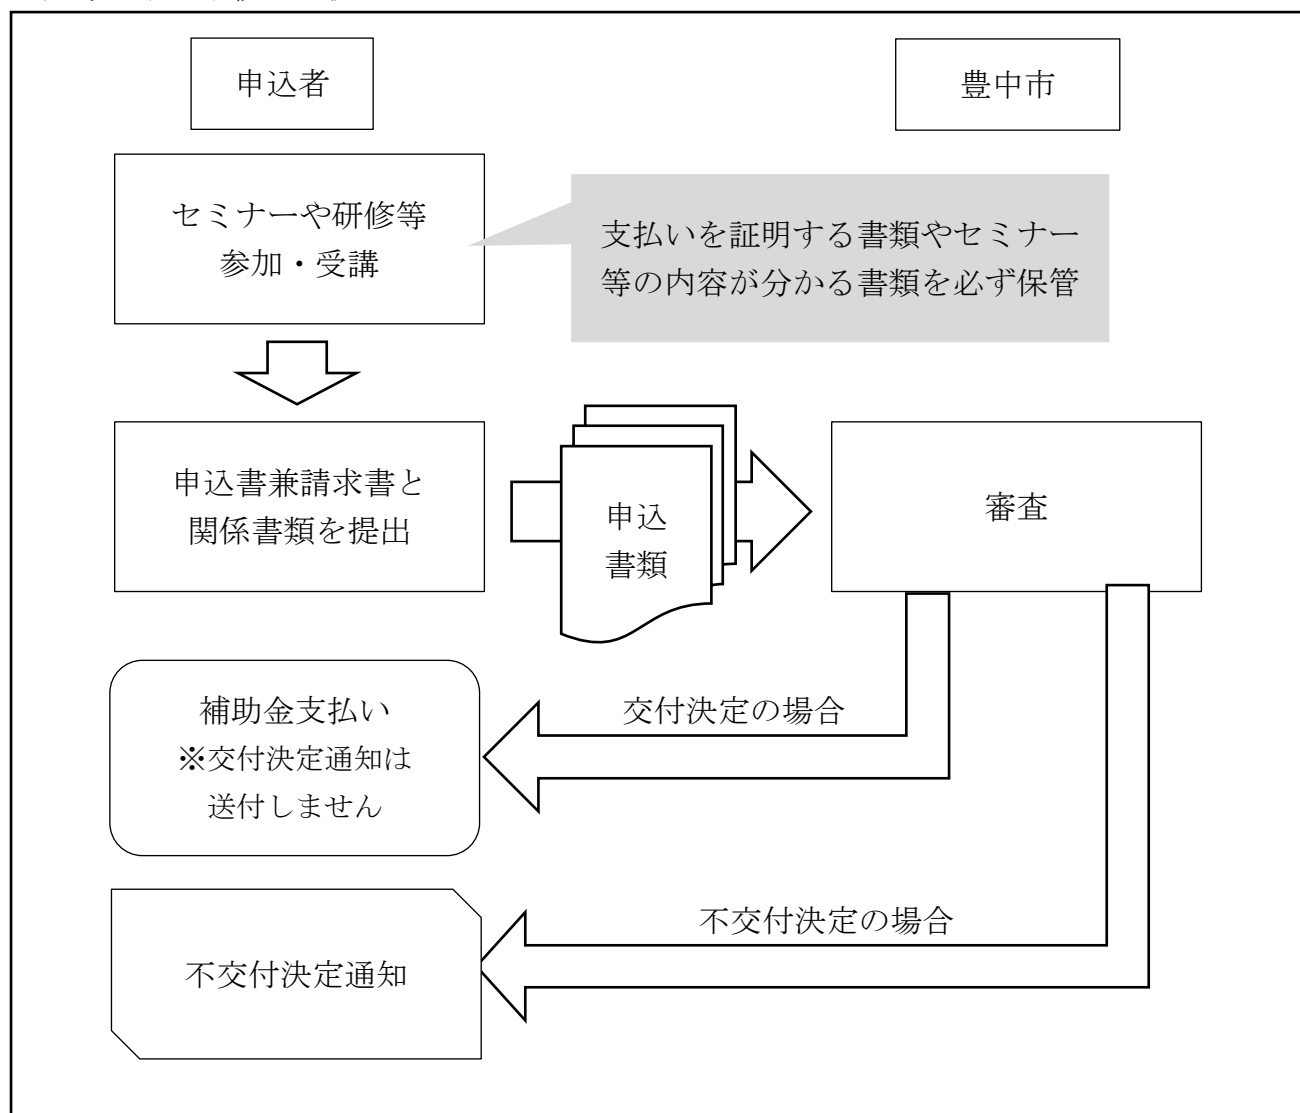 申込者
豊中市
セミナーや研修等
参加・受講
支払いを証明する書類やセミナー
等の内容が分かる書類を必ず保管
申込書兼請求書と
関係書類を提出
申込
書類
審査
交付決定の場合
補助金支払い
※交付決定通知は
送付しません
不交付決定の場合
不交付決定通知